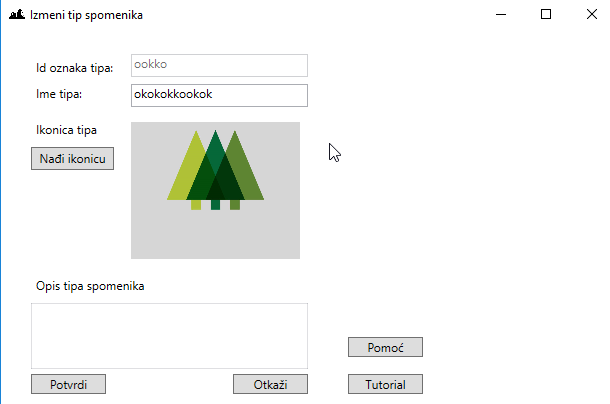 Izmeni tip spomenika
Id oznaka tipa:
ookko
Ime tipa:
okokokkookok
Ikonica tipa
Nađi ikonicu
Opis tipa spomenika
Pomoć
Potvrdi
Otkaži
Tutorial